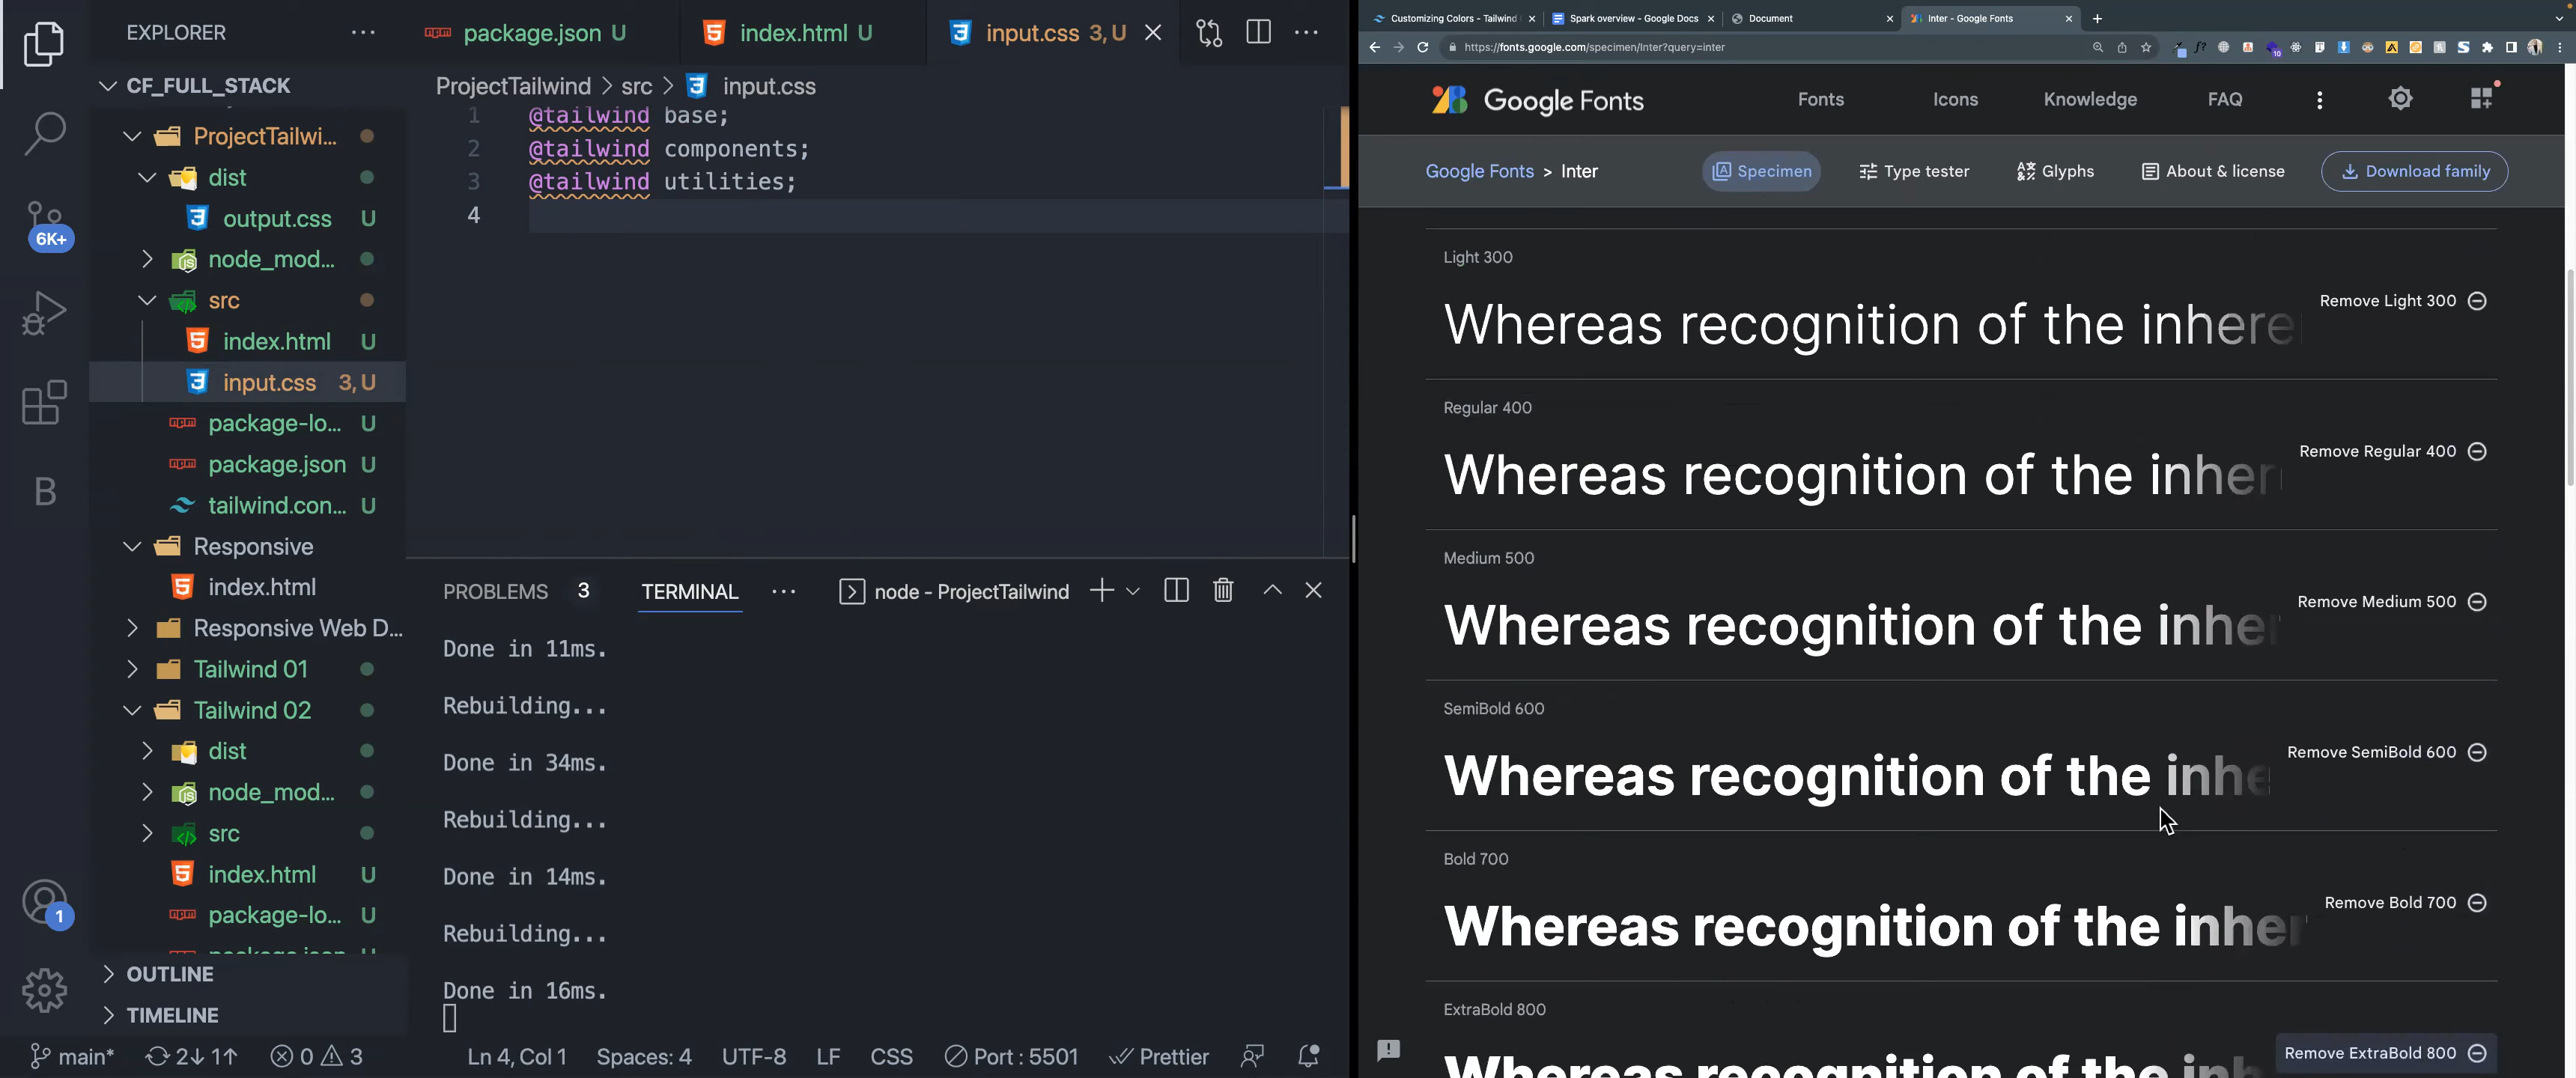 EXPLORER
CF_FULL_STACK
ProjectTailwi...
dist
output.css U
node_mod...
src
index.html U
input.css 3, U
package-lo... U
package.json U
tailwind.con... U
Responsive
index.html
Responsive Web D...
Tailwind 01
Tailwind 02
dist
node_mod...
src
index.html U
package-lo... U
OUTLINE
TIMELINE
6K+
B
1
package.json U
index.html U
input.css 3, U
ProjectTailwind > src > input.css
1 @tailwind base;
2 @tailwind components;
3 @tailwind utilities;
4
PROBLEMS 3 TERMINAL
node - ProjectTailwind
Done in 11ms.
Rebuilding...
Done in 34ms.
Rebuilding...
Done in 14ms.
Rebuilding...
Done in 16ms.
main* 2↓ 1↑ 0 3 Ln 4, Col 1 Spaces: 4 UTF-8 LF CSS Port : 5501 Prettier
Customizing Colors - Tailwind
Spark overview - Google Docs
Document
Inter - Google Fonts
https://fonts.google.com/specimen/Inter?query=inter
Google Fonts
Fonts Icons Knowledge FAQ
Google Fonts > Inter
Specimen Type tester Glyphs About & license Download family
Light 300
Whereas recognition of the inhere
Remove Light 300
Regular 400
Whereas recognition of the inher
Remove Regular 400
Medium 500
Whereas recognition of the inher
Remove Medium 500
SemiBold 600
Whereas recognition of the inhe
Remove SemiBold 600
Bold 700
Whereas recognition of the inher
Remove Bold 700
ExtraBold 800
Whereas recognition of the inh
Remove ExtraBold 800